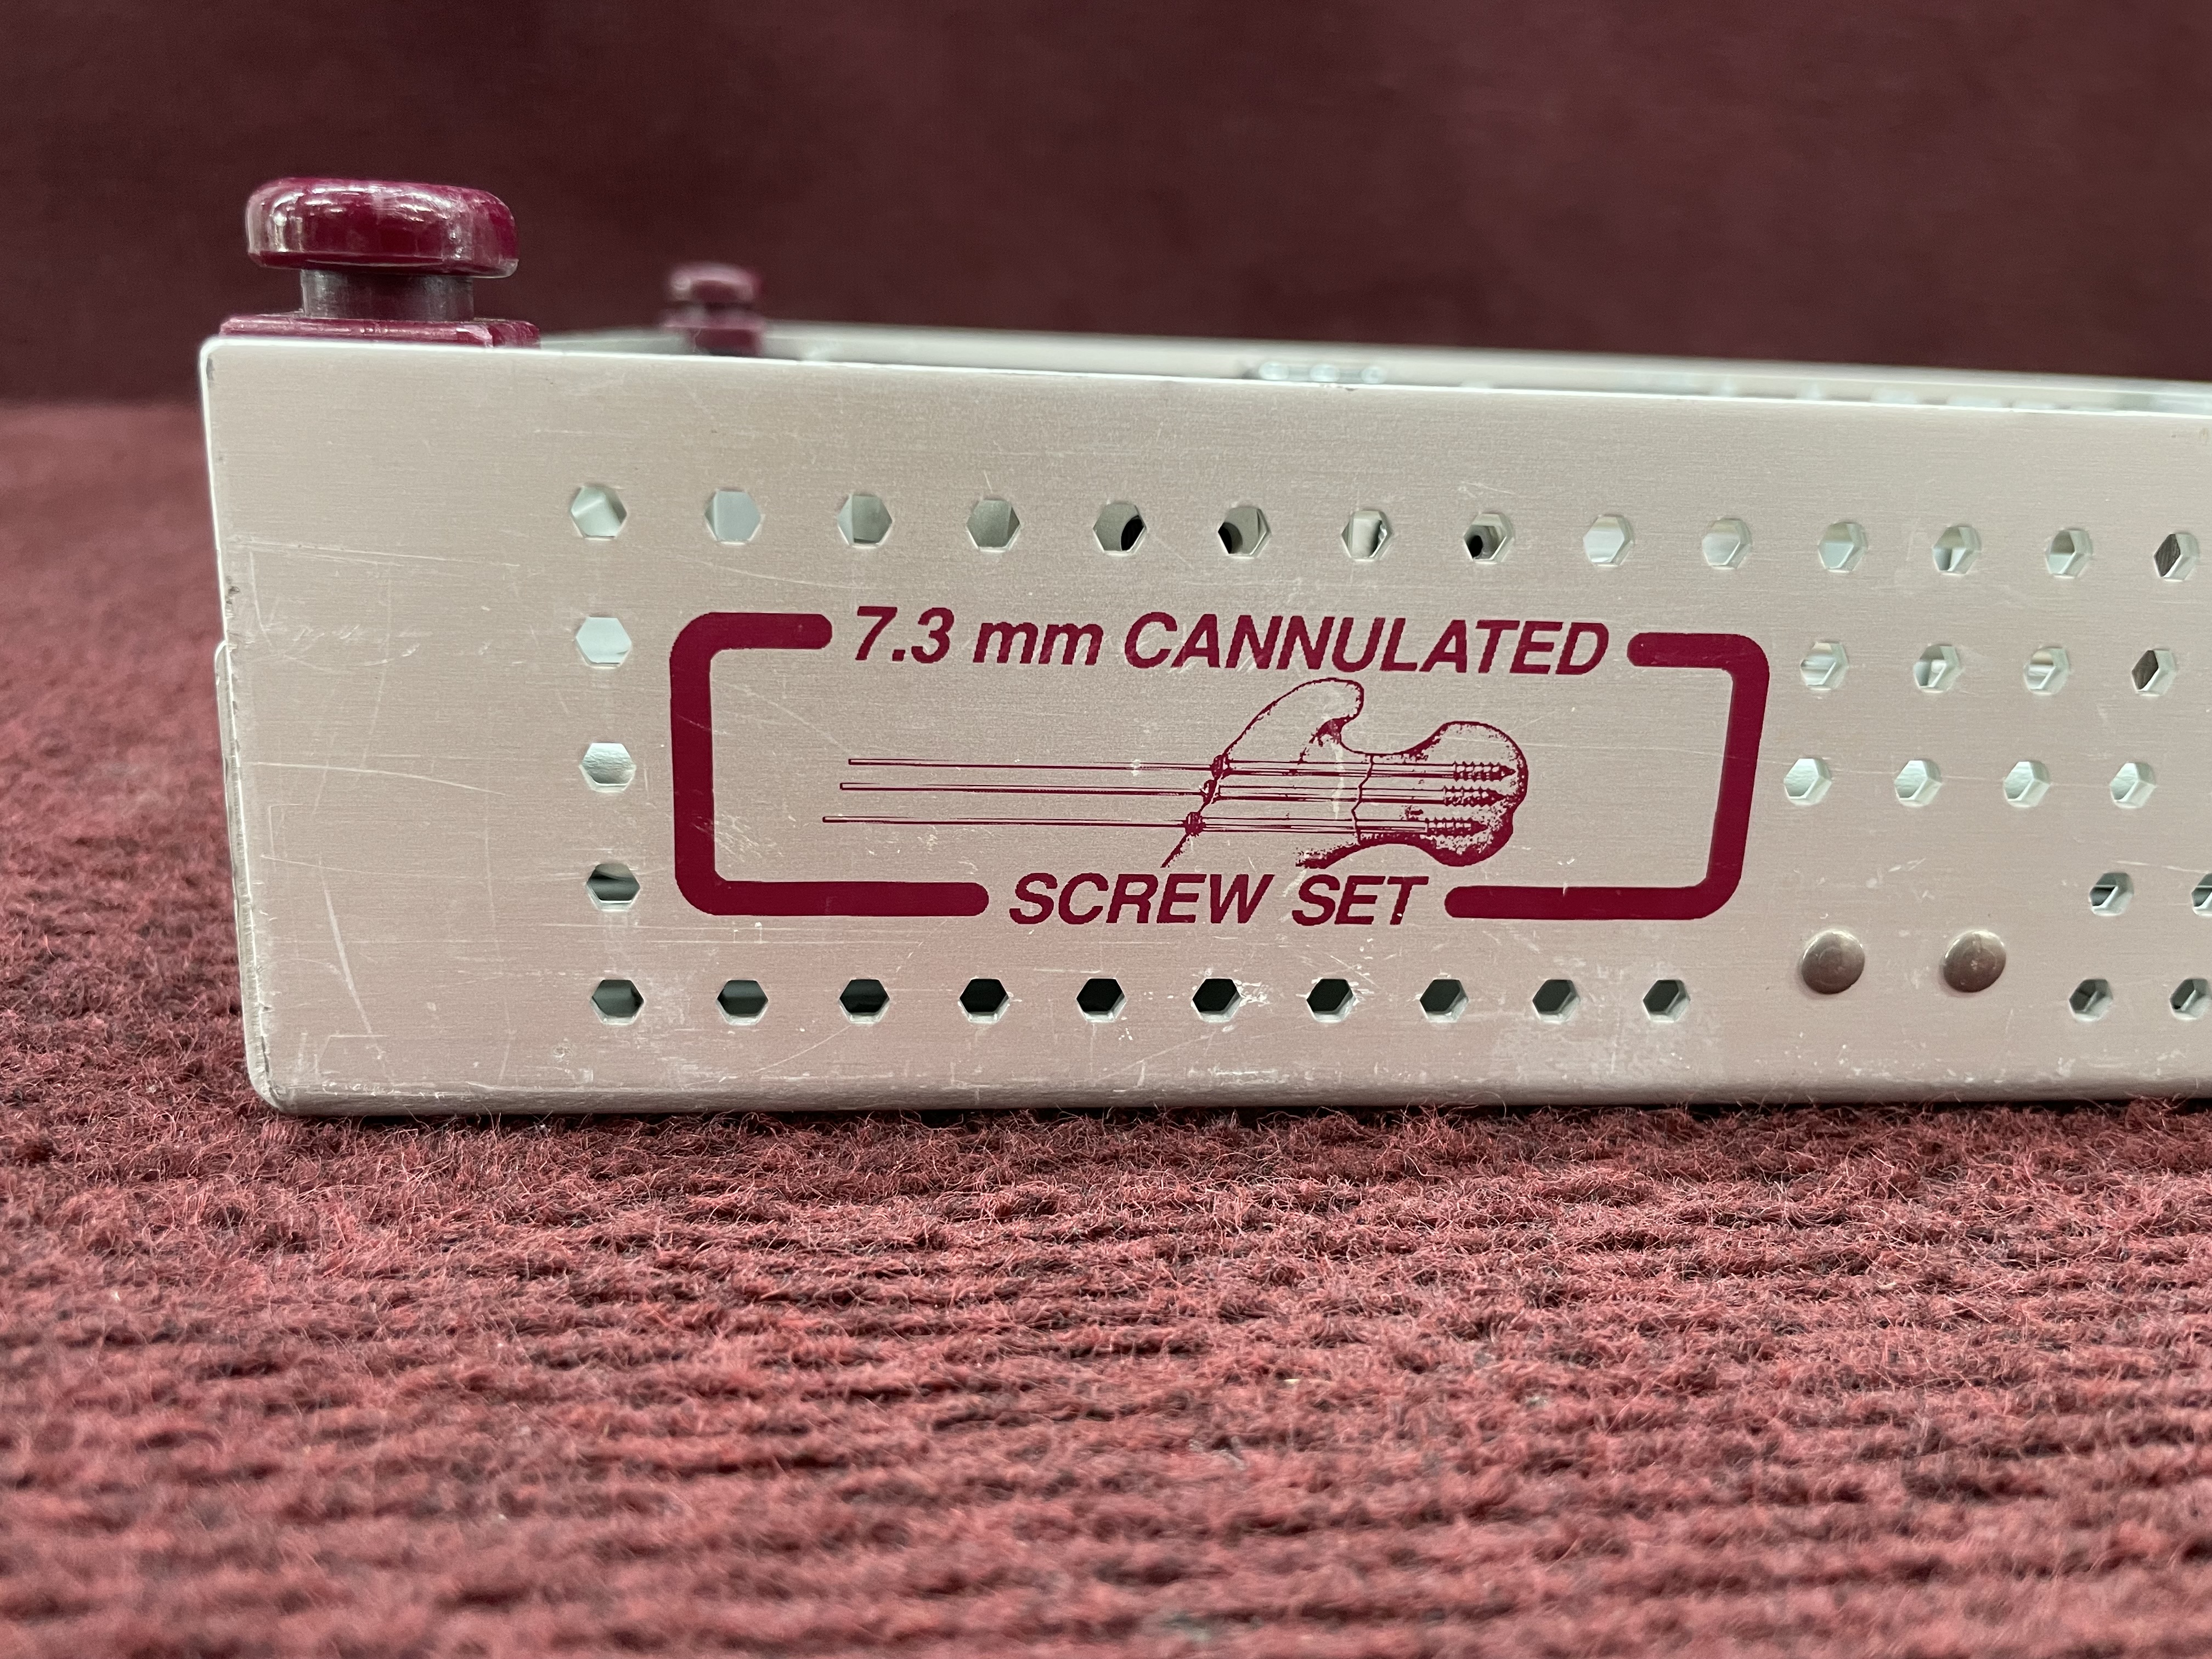 7.3 mm CANNULATED
SCREW SET